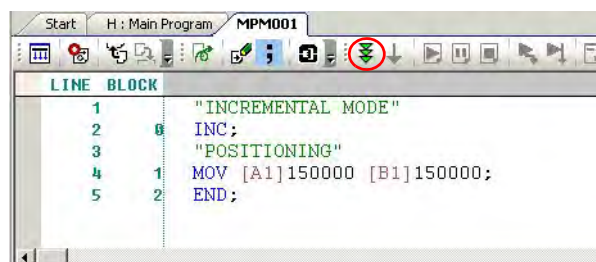 Start H : Main Program MPM001
LINE BLOCK
1 "INCREMENTAL MODE"
2 0 INC;
3 "POSITIONING"
4 1 MOV [A1]150000 [B1]150000;
5 2 END;